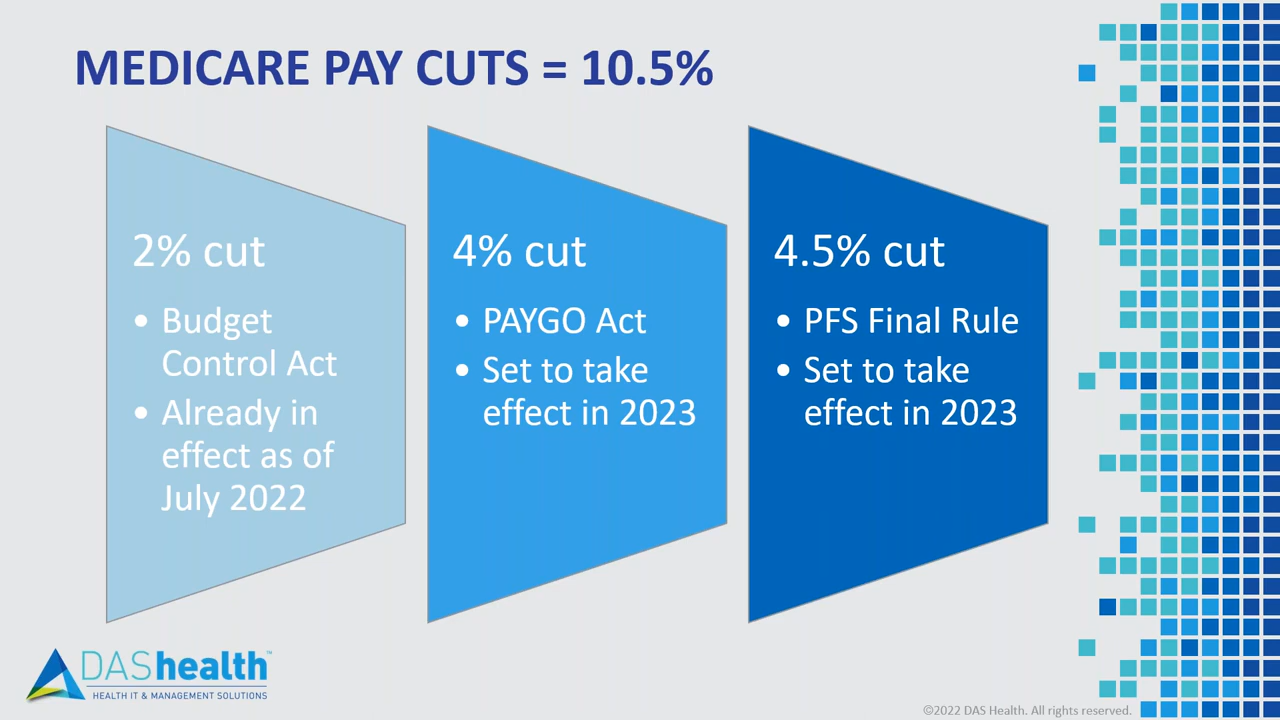 MEDICARE PAY CUTS = 10.5%
2% cut
• Budget
Control Act
• Already in
effect as of
July 2022
4% cut
• PAYGO Act
• Set to take
effect in 2023
4.5% cut
• PFS Final Rule
• Set to take
effect in 2023
DAShealth™
HEALTH IT & MANAGEMENT SOLUTIONS
©2022 DAS Health. All rights reserved.